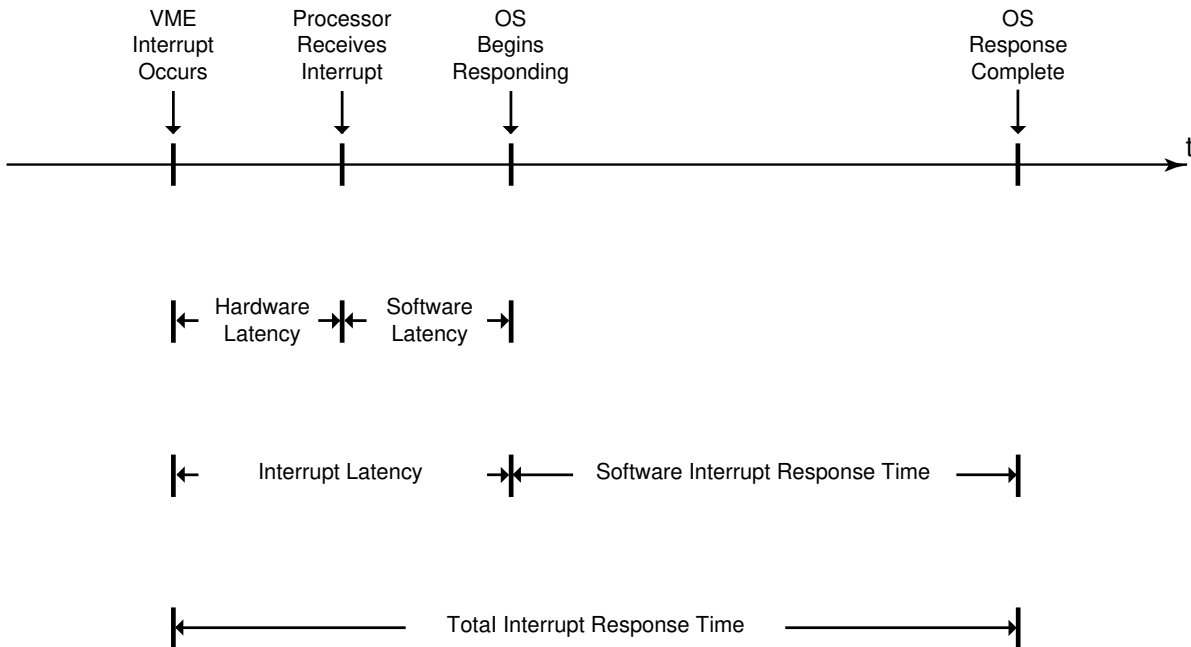 VME
Interrupt
Occurs
Processor
Receives
Interrupt
OS
Begins
Responding
OS
Response
Complete
t
Hardware
Latency
Software
Latency
Interrupt Latency
Software Interrupt Response Time
Total Interrupt Response Time